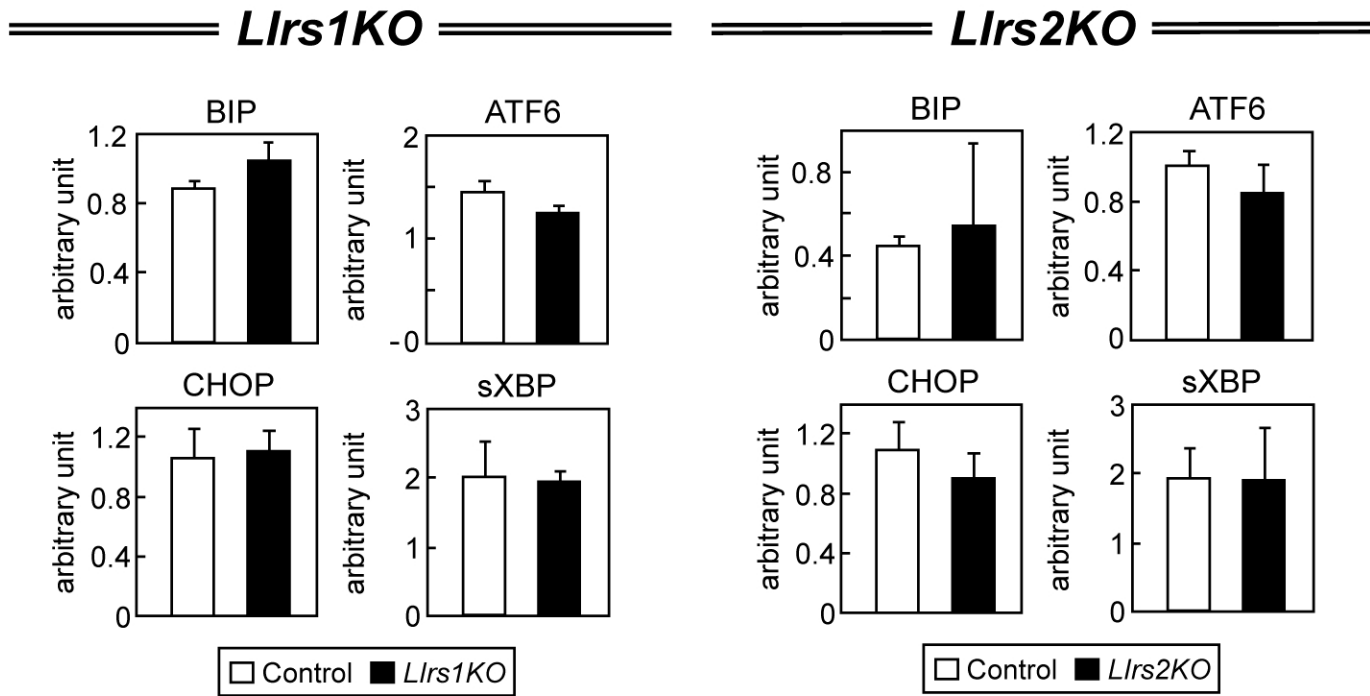 LIrs1KO
LIrs2KO
BIP
ATF6
arbitrary unit
1.2
0.8
0.4
0
arbitrary unit
2
1
0
CHOP
sXBP
arbitrary unit
1.2
0.8
0.4
0
arbitrary unit
3
2
1
0
Control LIrs1KO
BIP
ATF6
arbitrary unit
0.8
0.4
0
arbitrary unit
1.2
0.8
0.4
0
CHOP
sXBP
arbitrary unit
1.2
0.8
0.4
0
arbitrary unit
3
2
1
0
Control LIrs2KO